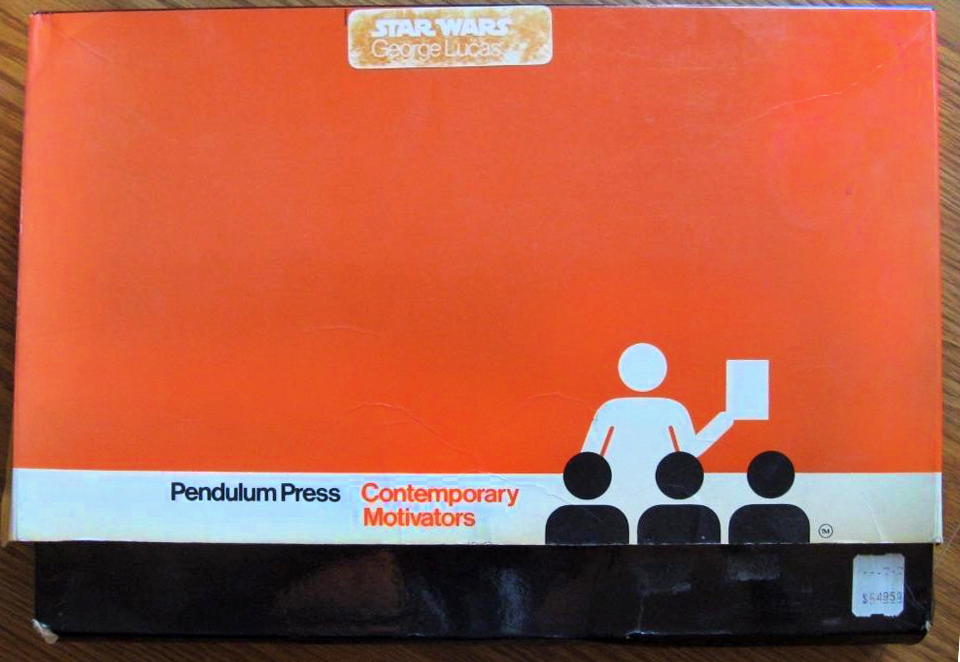 STAR WARS
George Lucas
Pendulum Press
Contemporary
Motivators
TM